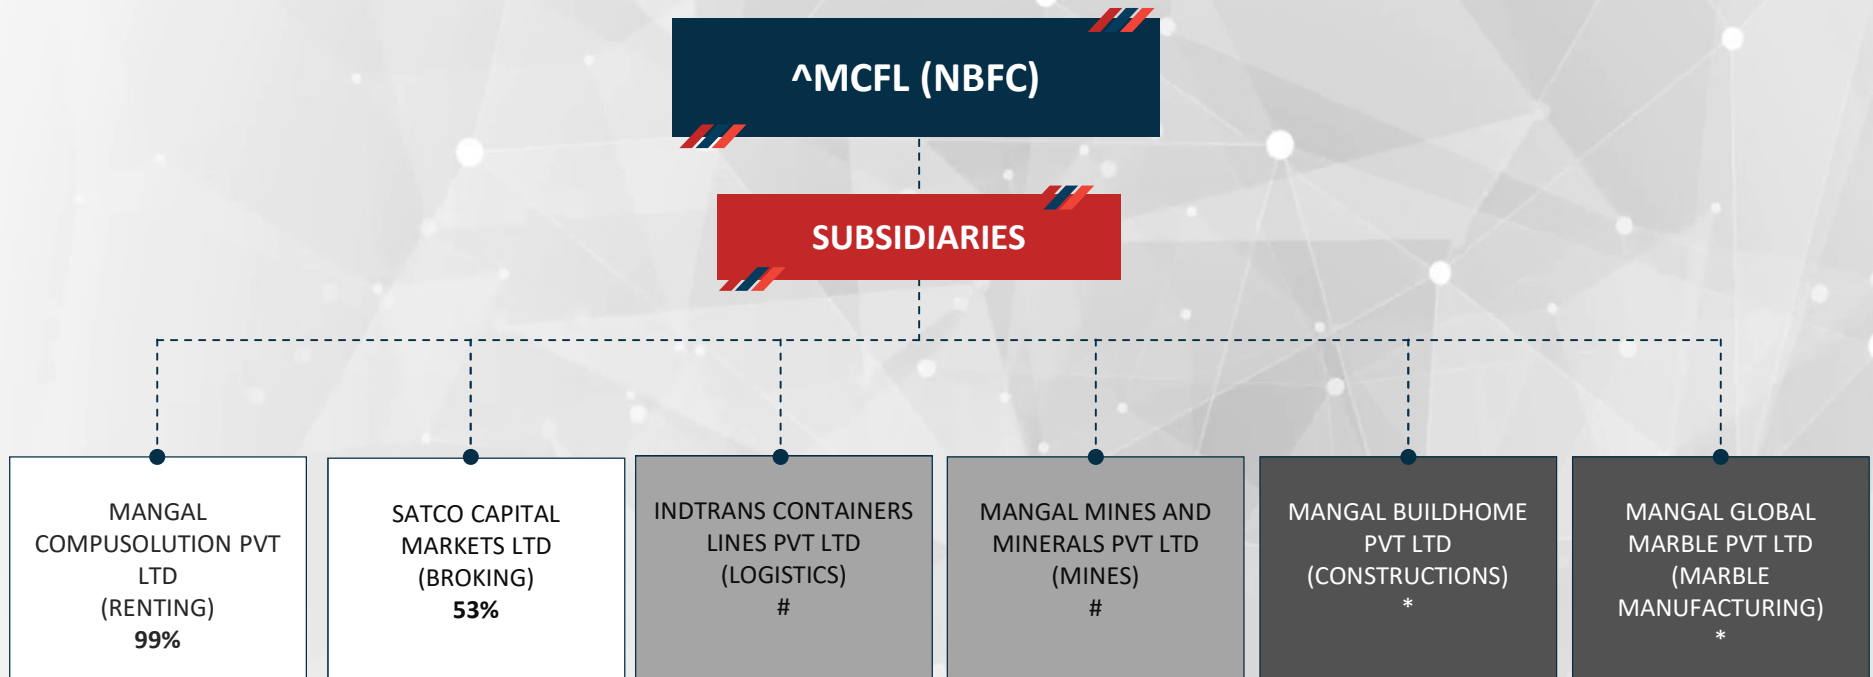 ^MCFL (NBFC)
SUBSIDIARIES
MANGAL
COMPUSOLUTION PVT
LTD
(RENTING)
99%
SATCO CAPITAL
MARKETS LTD
(BROKING)
53%
INDTRANS CONTAINERS
LINES PVT LTD
(LOGISTICS)
#
MANGAL MINES AND
MINERALS PVT LTD
(MINES)
#
MANGAL BUILDHOME
PVT LTD
(CONSTRUCTIONS)
*
MANGAL GLOBAL
MARBLE PVT LTD
(MARBLE
MANUFACTURING)
*